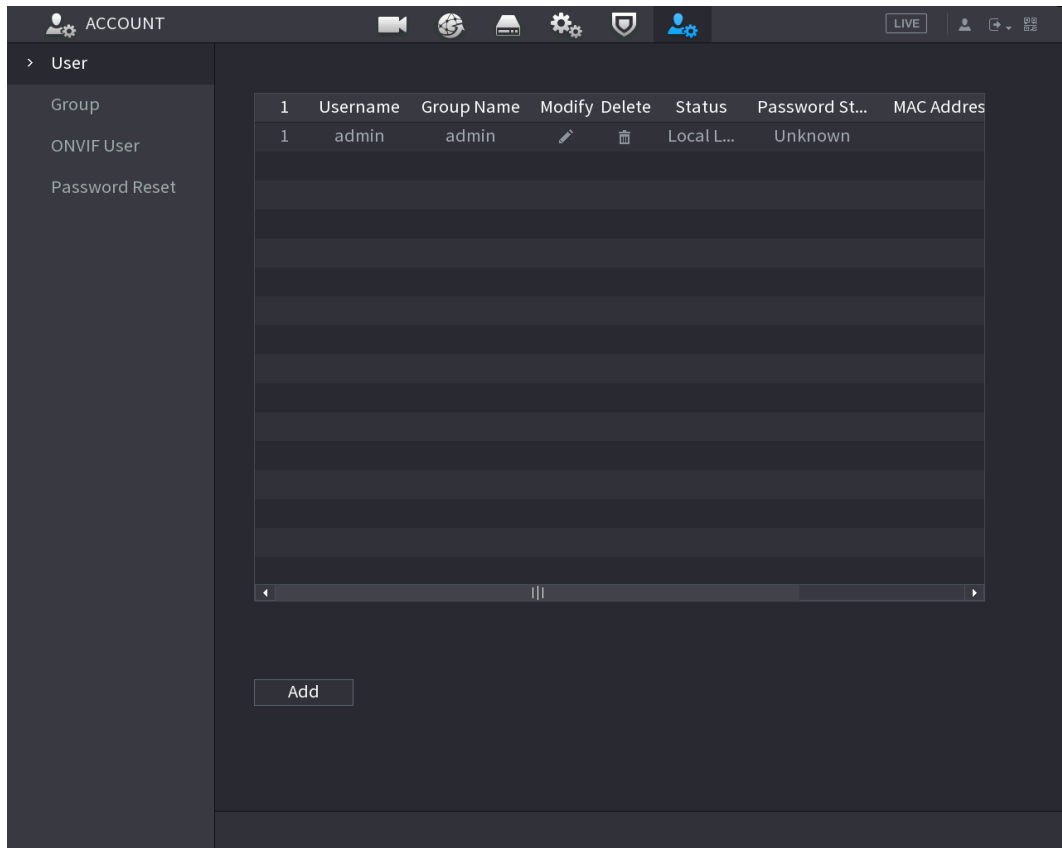 ACCOUNT LIVE
User
Group
ONVIF User
Password Reset
1 Username Group Name Modify Delete Status Password St... MAC Addres
1 admin admin Local L... Unknown
Add